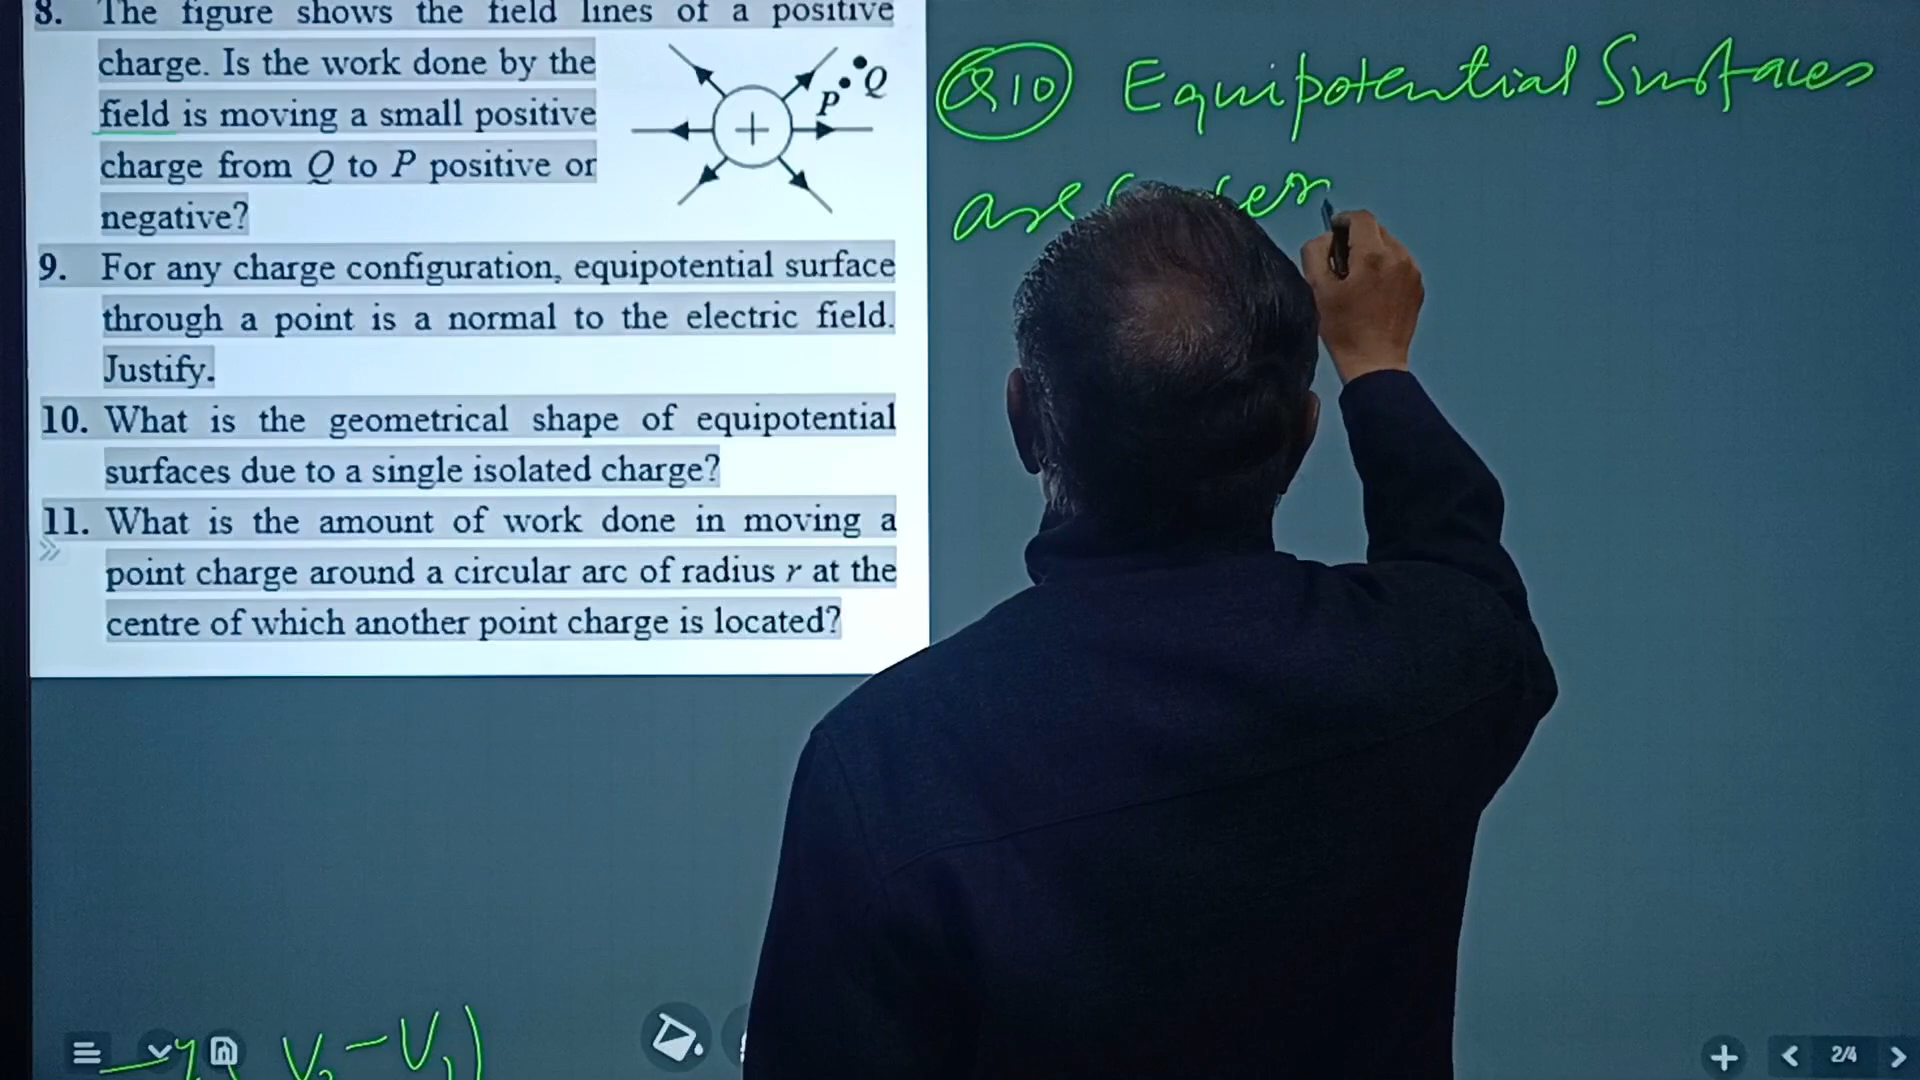 8. The figure shows the field lines of a positive
charge. Is the work done by the
field is moving a small positive
charge from Q to P positive or
negative?
+
P
Q
9. For any charge configuration, equipotential surface
through a point is a normal to the electric field.
Justify.
10. What is the geometrical shape of equipotential
surfaces due to a single isolated charge?
11. What is the amount of work done in moving a
point charge around a circular arc of radius r at the
centre of which another point charge is located?
Q10 Equipotential Surfaces
are
V2 - V1)
2/4